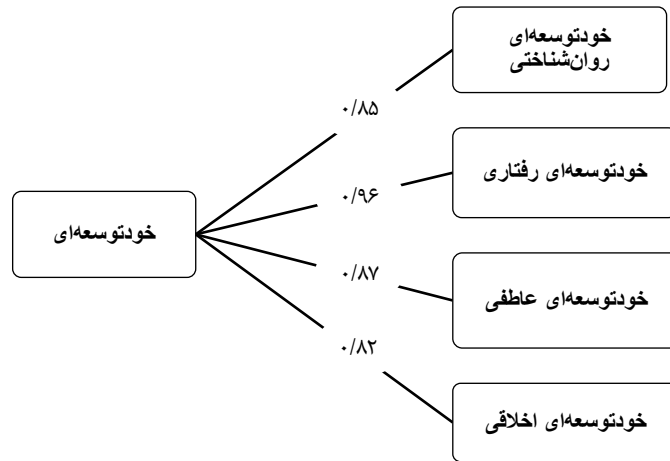 خودتوسعه‌ای
روان‌شناختی
۰/۸۵
خودتوسعه‌ای رفتاری
۰/۹۶
خودتوسعه‌ای
خودتوسعه‌ای عاطفی
۰/۸۷
۰/۸۲
خودتوسعه‌ای اخلاقی